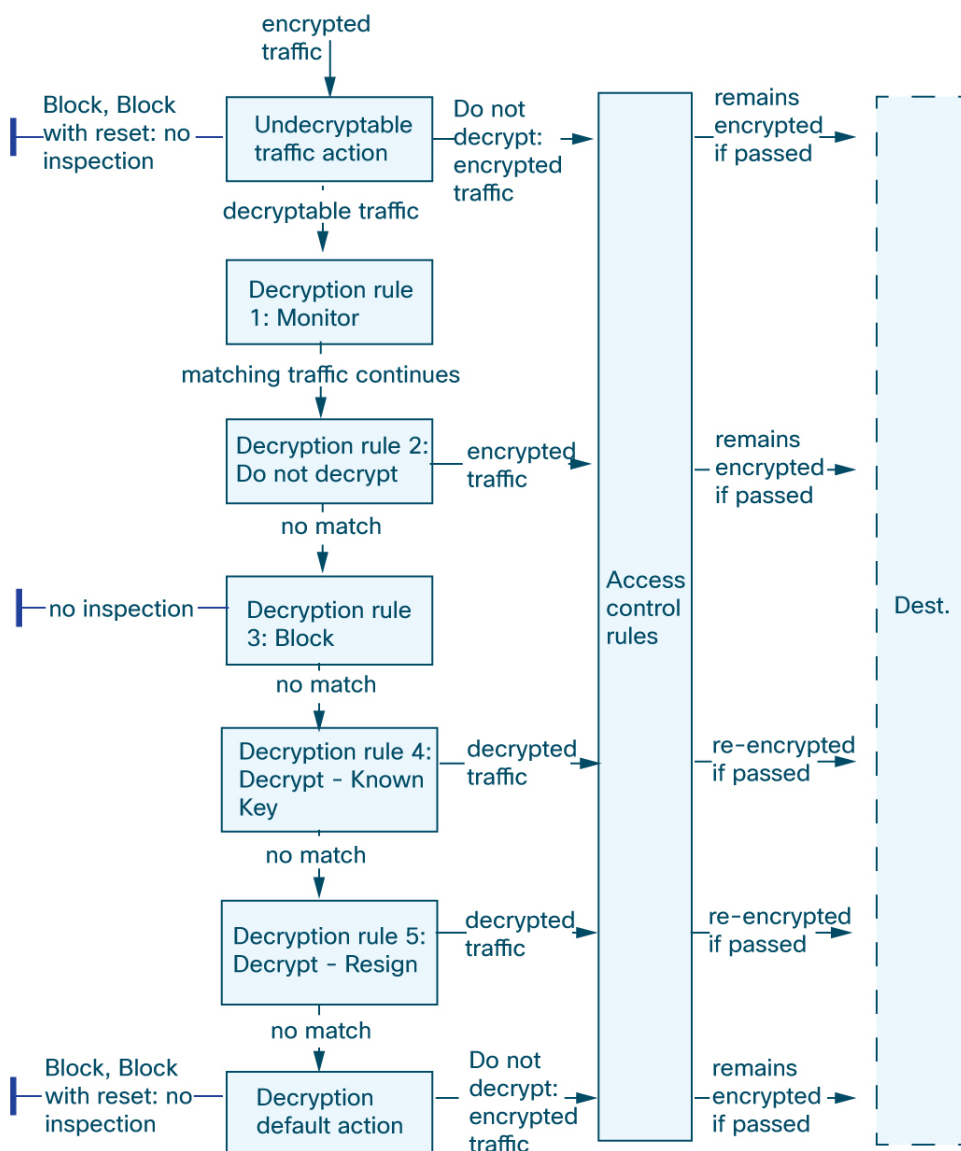 encrypted
traffic
Block, Block
with reset: no
inspection
Undecryptable
traffic action
Do not
decrypt:
encrypted
traffic
remains
encrypted
if passed
decryptable traffic
Decryption rule
1: Monitor
matching traffic continues
Decryption rule 2:
Do not decrypt
encrypted
traffic
remains
encrypted
if passed
no match
no inspection
Decryption rule
3: Block
Access
control
rules
Dest.
no match
Decryption rule 4:
Decrypt - Known
Key
decrypted
traffic
re-encrypted
if passed
no match
Decryption rule 5:
Decrypt - Resign
decrypted
traffic
re-encrypted
if passed
no match
Block, Block
with reset: no
inspection
Decryption
default action
Do not
decrypt:
encrypted
traffic
remains
encrypted
if passed